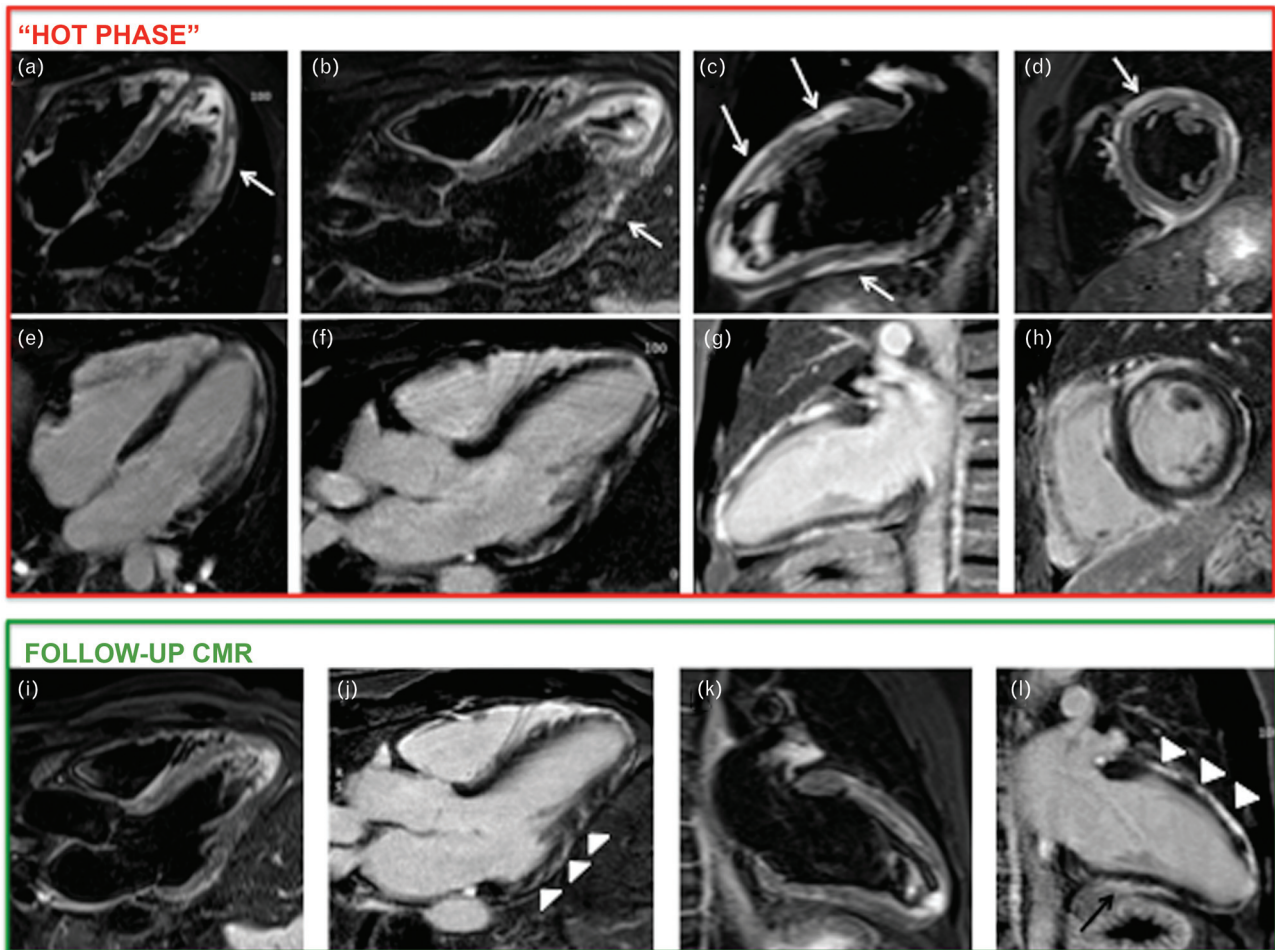 “HOT PHASE”
(a)
(b)
(c)
(d)
100
(e)
(f)
(g)
(h)
100
FOLLOW-UP CMR
(i)
(j)
(k)
(l)